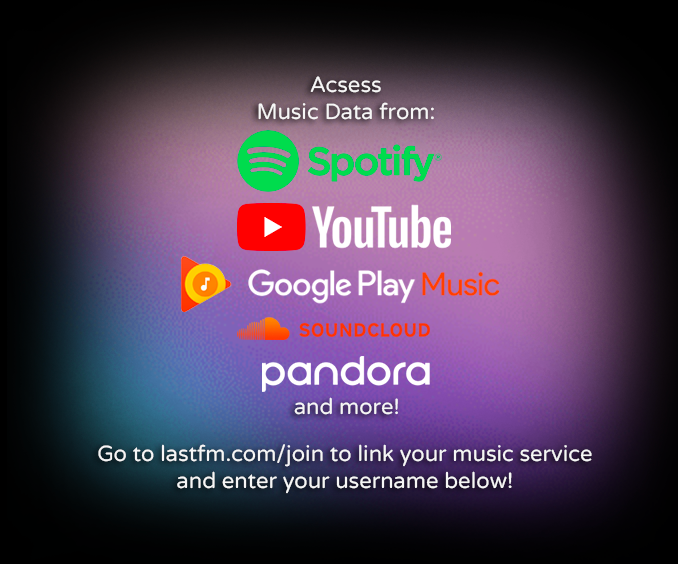 Acsess
Music Data from:
Spotify
YouTube
Google Play Music
SOUNDCLOUD
pandora
and more!
Go to lastfm.com/join to link your music service
and enter your username below!